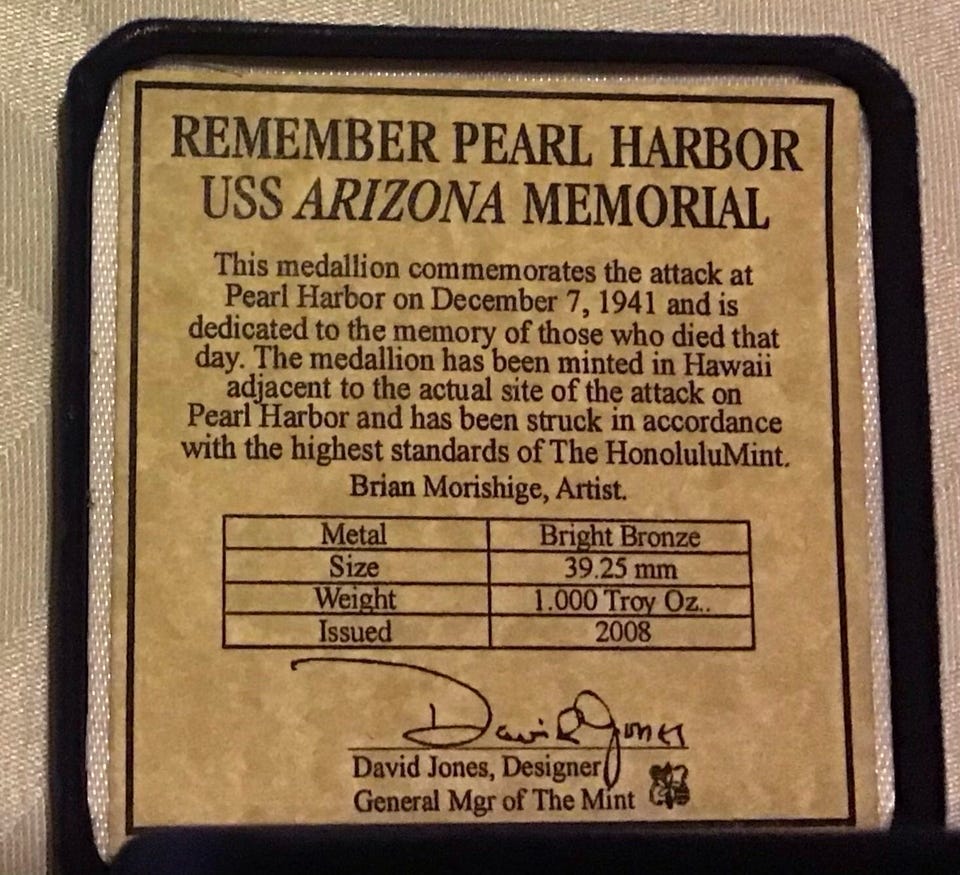 REMEMBER PEARL HARBOR
USS ARIZONA MEMORIAL
This medallion commemorates the attack at
Pearl Harbor on December 7, 1941 and is
dedicated to the memory of those who died that
day. The medallion has been minted in Hawaii
adjacent to the actual site of the attack on
Pearl Harbor and has been struck in accordance
with the highest standards of The HonoluluMint.
Brian Morishige, Artist.
Metal Bright Bronze
Size 39.25 mm
Weight 1.000 Troy Oz..
Issued 2008
David Jones
David Jones, Designer
General Mgr of The Mint